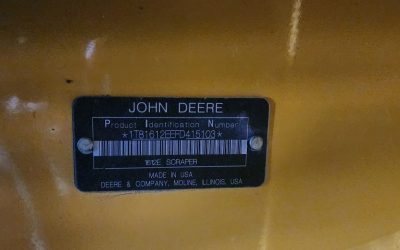 JOHN DEERE
Product Identification Number
*1T81612EEFD415103*
1612E SCRAPER
MADE IN USA
DEERE & COMPANY, MOLINE, ILLINOIS, USA